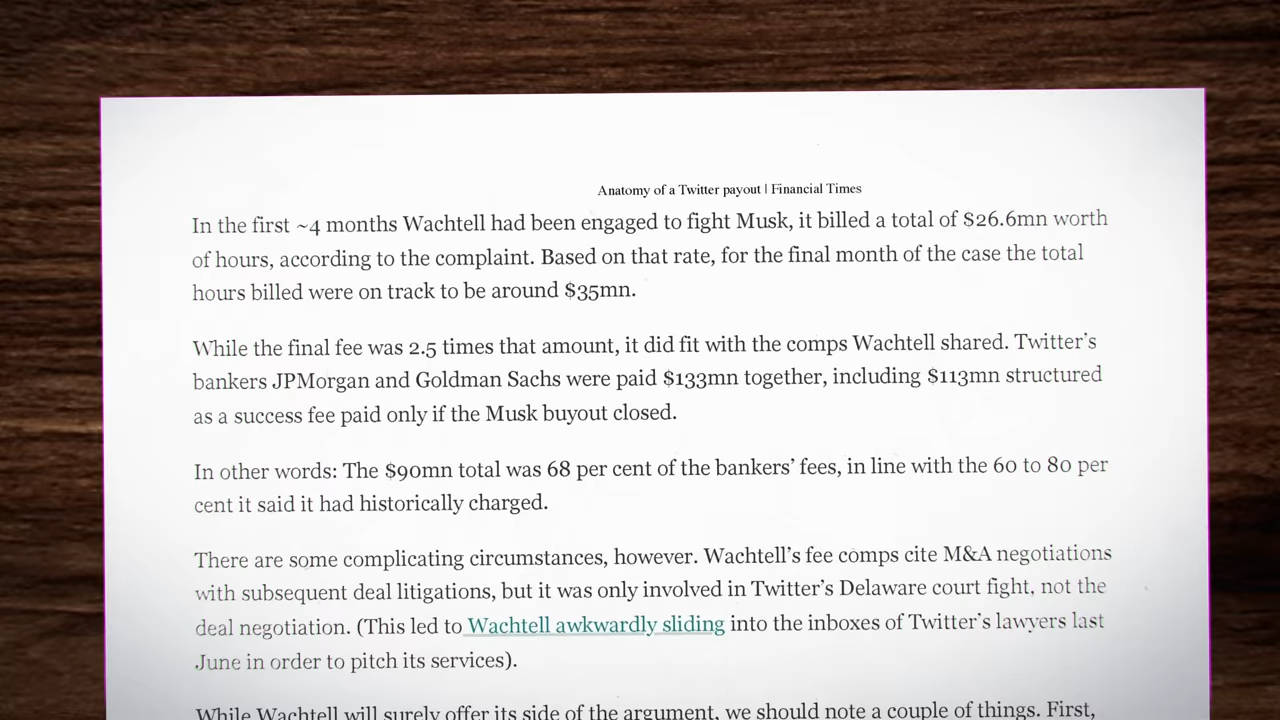 Anatomy of a Twitter payout | Financial Times
In the first ~4 months Wachtell had been engaged to fight Musk, it billed a total of $26.6mn worth
of hours, according to the complaint. Based on that rate, for the final month of the case the total
hours billed were on track to be around $35mn.
While the final fee was 2.5 times that amount, it did fit with the comps Wachtell shared. Twitter's
bankers JPMorgan and Goldman Sachs were paid $133mn together, including $113mn structured
as a success fee paid only if the Musk buyout closed.
In other words: The $90mn total was 68 per cent of the bankers' fees, in line with the 60 to 80 per
cent it said it had historically charged.
There are some complicating circumstances, however. Wachtell's fee comps cite M&A negotiations
with subsequent deal litigations, but it was only involved in Twitter's Delaware court fight, not the
deal negotiation. (This led to Wachtell awkwardly sliding into the inboxes of Twitter's lawyers last
June in order to pitch its services).
While Wachtell will surely offer its side of the argument, we should note a couple of things. First,